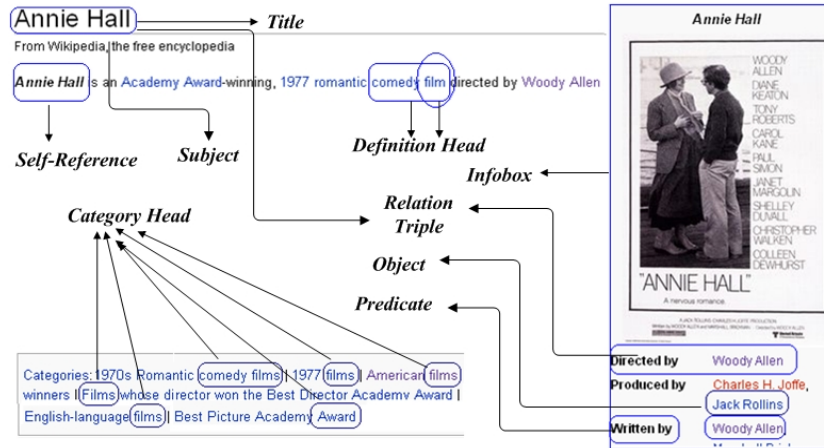 Annie Hall
Title
From Wikipedia, the free encyclopedia
Annie Hall is an Academy Award-winning, 1977 romantic comedy film directed by Woody Allen
Self-Reference
Subject
Definition Head
Infobox
Category Head
Relation
Triple
Object
Predicate
Categories: 1970s Romantic comedy films | 1977 films | American films
winners | Films whose director won the Best Director Academy Award |
English-language films | Best Picture Academy Award
Annie Hall
WOODY
ALLEN
DIANE
KEATON
TONY
ROBERTS
CAROL
KANE
PAUL
SIMON
JANET
MARGOLIN
SHELLEY
DUVALL
CHRISTOPHER
WALKEN
COLLEEN
DEWHURST
"ANNIE HALL"
A nervous romance.
Directed by Woody Allen
Produced by Charles H. Joffe,
Jack Rollins
Written by Woody Allen,